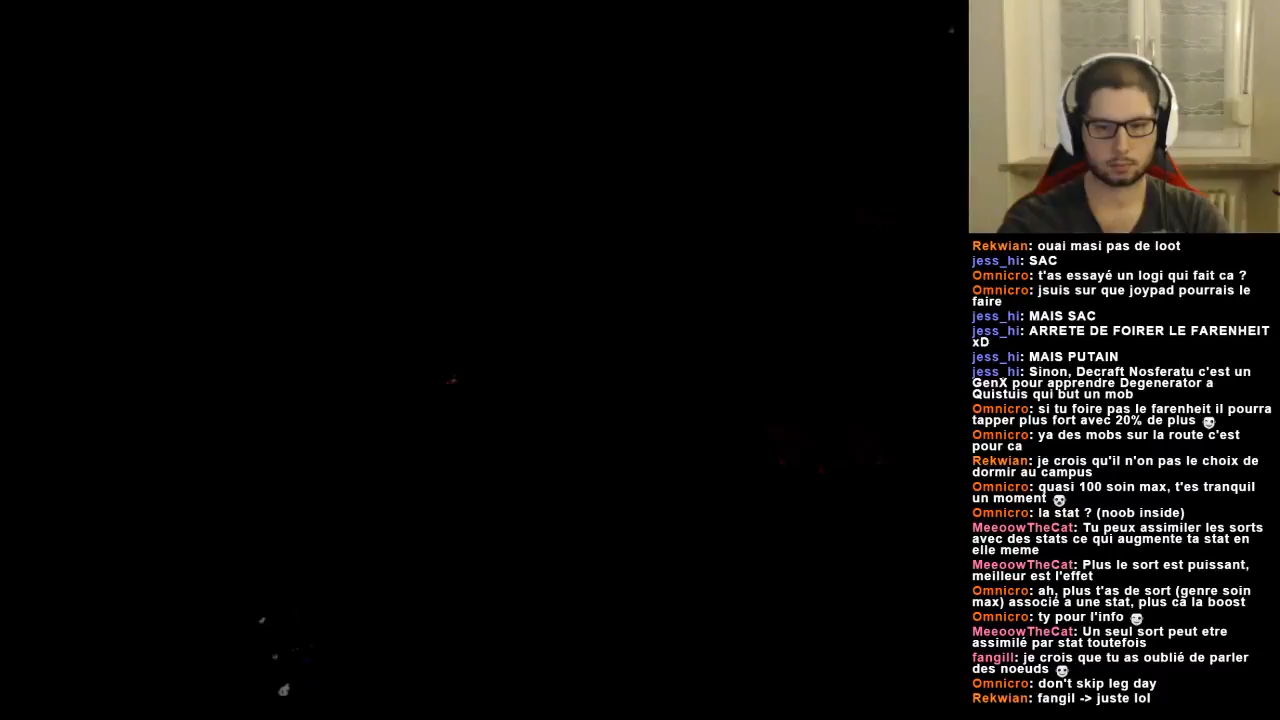 Rekwian: ouai masi pas de loot
jess_hi: SAC
Omnicro: t'as essayé un logi qui fait ca ?
Omnicro: jsuis sur que joypad pourrais le
faire
jess_hi: MAIS SAC
jess_hi: ARRETE DE FOIRER LE FARENHEIT
xD
jess_hi: MAIS PUTAIN
jess_hi: Sinon, Decraft Nosferatu c'est un
GenX pour apprendre Degenerator a
Quistuis qui but un mob
Omnicro: si tu foire pas le farenheit il pourra
tapper plus fort avec 20% de plus
Omnicro: ya des mobs sur la route c'est
pour ca
Rekwian: je crois qu'il n'on pas le choix de
dormir au campus
Omnicro: quasi 100 soin max, t'es tranquil
un moment
Omnicro: la stat ? (noob inside)
MeeoowTheCat: Tu peux assimiler les sorts
avec des stats ce qui augmente ta stat en
elle meme
MeeoowTheCat: Plus le sort est puissant,
meilleur est l'effet
Omnicro: ah, plus t'as de sort (genre soin
max) associé a une stat, plus ca la boost
Omnicro: ty pour l'info
MeeoowTheCat: Un seul sort peut etre
assimilé par stat toutefois
fangill: je crois que tu as oublié de parler
des noeuds
Omnicro: don't skip leg day
Rekwian: fangil -> juste lol